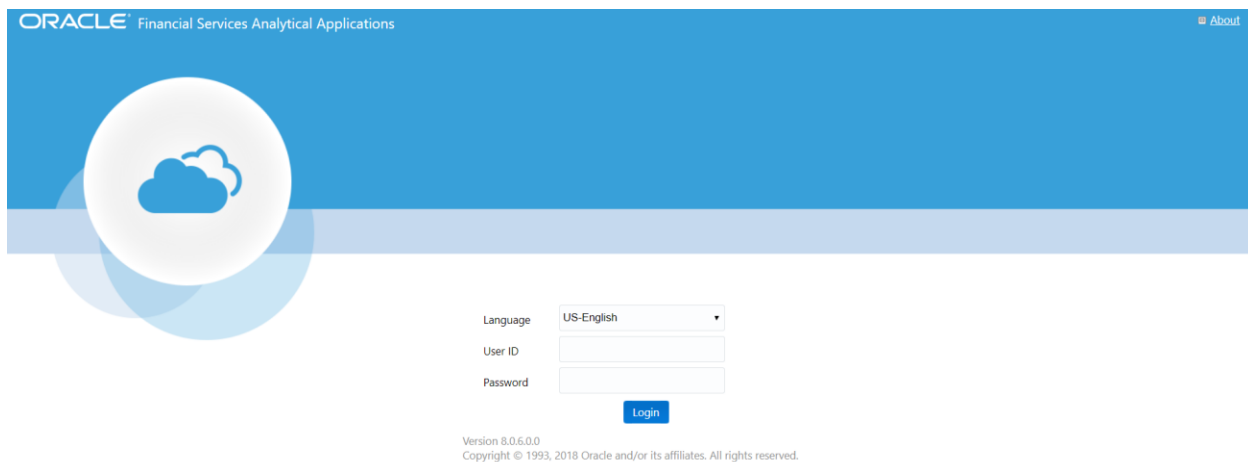 ORACLE® Financial Services Analytical Applications
About
Language US-English
User ID
Password
Login
Version 8.0.6.0.0
Copyright © 1993, 2018 Oracle and/or its affiliates. All rights reserved.